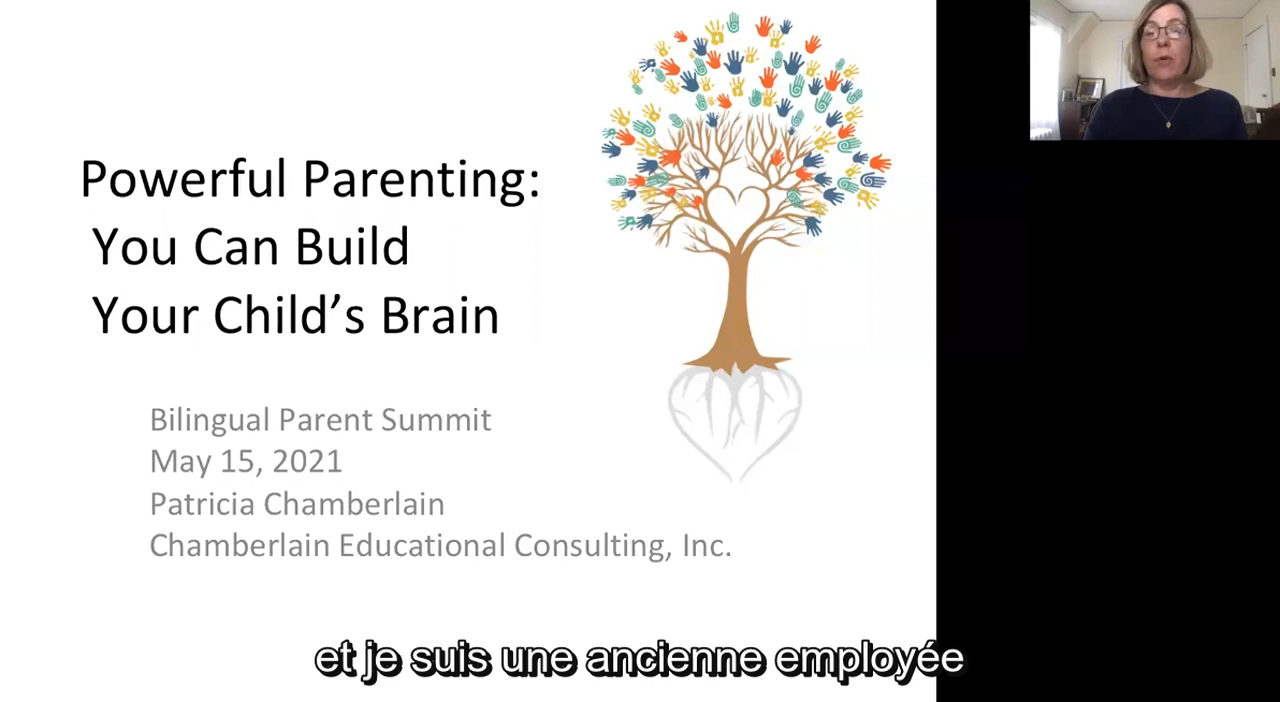 Powerful Parenting:
You Can Build
Your Child’s Brain
Bilingual Parent Summit
May 15, 2021
Patricia Chamberlain
Chamberlain Educational Consulting, Inc.
et je suis une ancienne employée